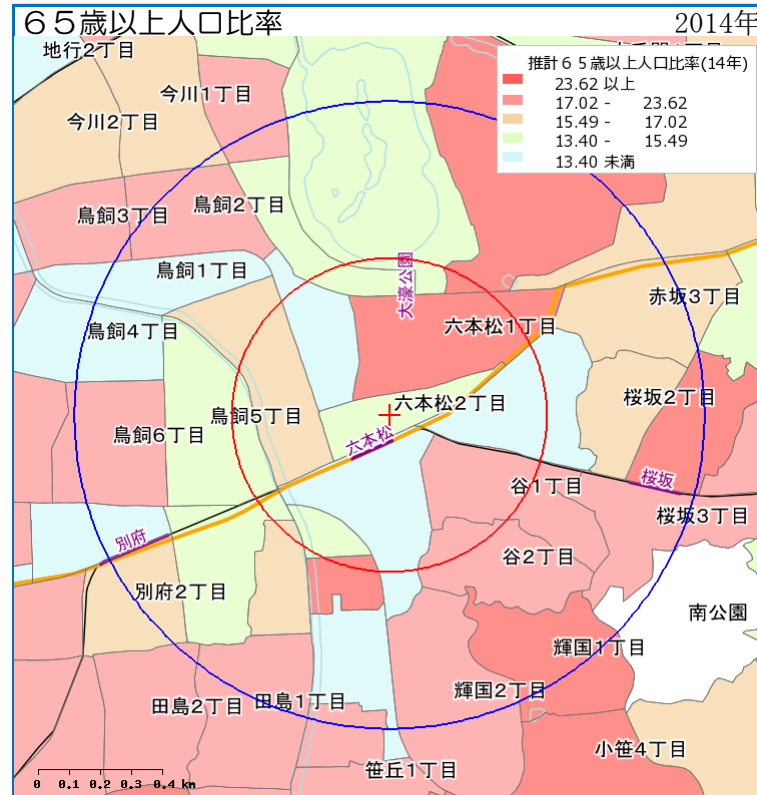 ６５歳以上人口比率
2014年
地行2丁目
推計６５歳以上人口比率(14年)
23.62 以上
17.02 - 23.62
15.49 - 17.02
13.40 - 15.49
13.40 未満
今川1丁目
今川2丁目
鳥飼2丁目
鳥飼3丁目
鳥飼1丁目
大濠公園
赤坂3丁目
鳥飼4丁目
六本松1丁目
桜坂2丁目
六本松2丁目
鳥飼5丁目
鳥飼6丁目
六本松
桜坂
谷1丁目
桜坂3丁目
別府
谷2丁目
別府2丁目
南公園
輝国1丁目
輝国2丁目
田島2丁目
田島1丁目
小笹4丁目
笹丘1丁目
0 0.1 0.2 0.3 0.4 km